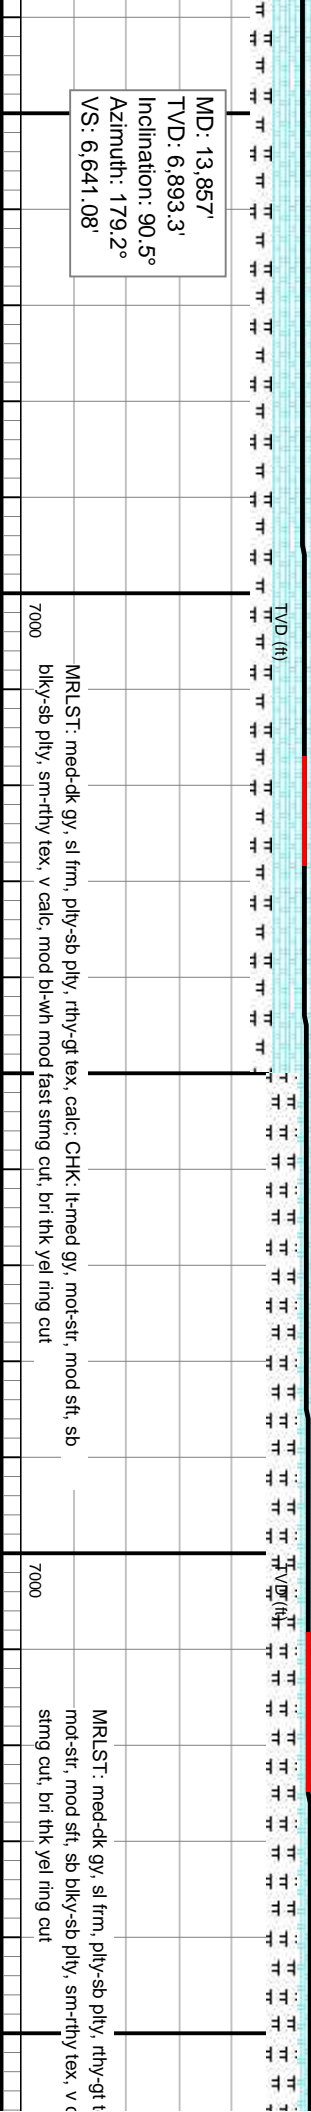 MD: 13,857'
TVD: 6,893.3'
Inclination: 90.5°
Azimuth: 179.2°
VS: 6,641.08'
TVD (ft)
7000
MRLST: med-dk gy, sl frm, plty-sb plty, rthy-gt tex, calc; CHK: lt-med gy, mot-str, mod sft, sb
blky-sb plty, sm-rthy tex, v calc, mod bl-wh mod fast stmg cut, bri thk yel ring cut
TVD (ft)
7000
MRLST: med-dk gy, sl frm, plty-sb plty, rthy-gt t
mot-str, mod sft, sb blky-sb plty, sm-rthy tex, v c
stmg cut, bri thk yel ring cut